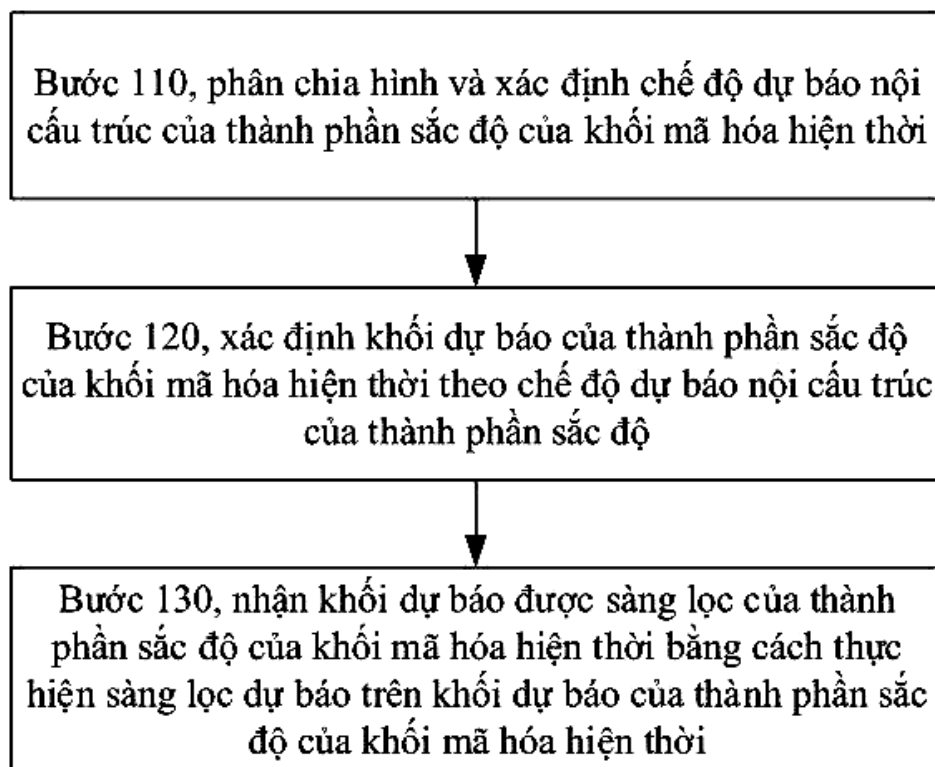 Bước 110, phân chia hình và xác định chế độ dự báo nội
cấu trúc của thành phần sắc độ của khối mã hóa hiện thời
Bước 120, xác định khối dự báo của thành phần sắc độ
của khối mã hóa hiện thời theo chế độ dự báo nội cấu trúc
của thành phần sắc độ
Bước 130, nhận khối dự báo được sàng lọc của thành
phần sắc độ của khối mã hóa hiện thời bằng cách thực
hiện sàng lọc dự báo trên khối dự báo của thành phần sắc
độ của khối mã hóa hiện thời